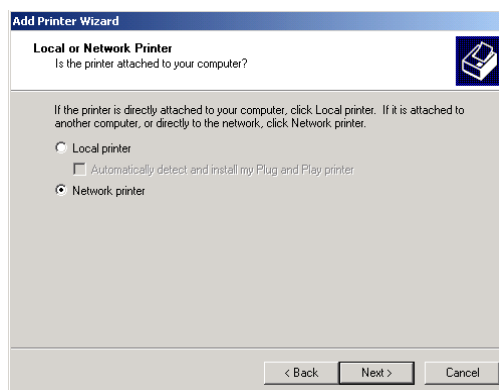 Add Printer Wizard
Local or Network Printer
Is the printer attached to your computer?
If the printer is directly attached to your computer, click Local printer. If it is attached to
another computer, or directly to the network, click Network printer.
Local printer
Automatically detect and install my Plug and Play printer
Network printer
< Back
Next >
Cancel